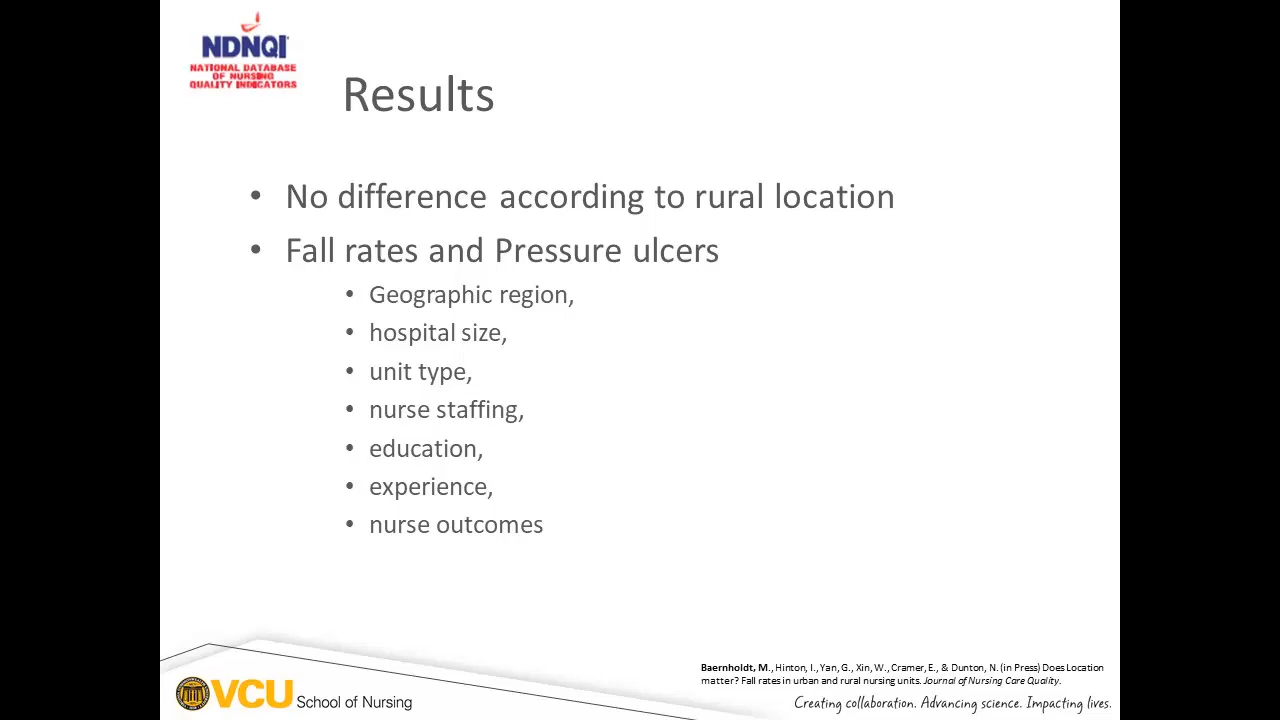 NDNQI
NATIONAL DATABASE
OF NURSING
QUALITY INDICATORS
Results
• No difference according to rural location
• Fall rates and Pressure ulcers
• Geographic region,
• hospital size,
• unit type,
• nurse staffing,
• education,
• experience,
• nurse outcomes
Baernholdt, M., Hinton, I., Yan, G., Xin, W., Cramer, E., & Dunton, N. (in Press) Does Location
matter? Fall rates in urban and rural nursing units. Journal of Nursing Care Quality.
VCU School of Nursing
Creating collaboration. Advancing science. Impacting lives.